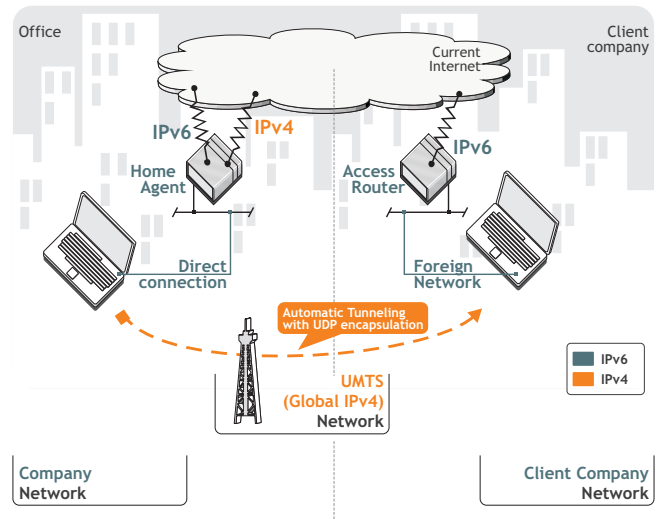 Office
Client
company
Current
Internet
IPv6
IPv4
IPv6
Home
Agent
Access
Router
Direct
connection
Foreign
Network
Automatic Tunneling
with UDP encapsulation
IPv6
IPv4
UMTS
(Global IPv4)
Network
Company
Network
Client Company
Network